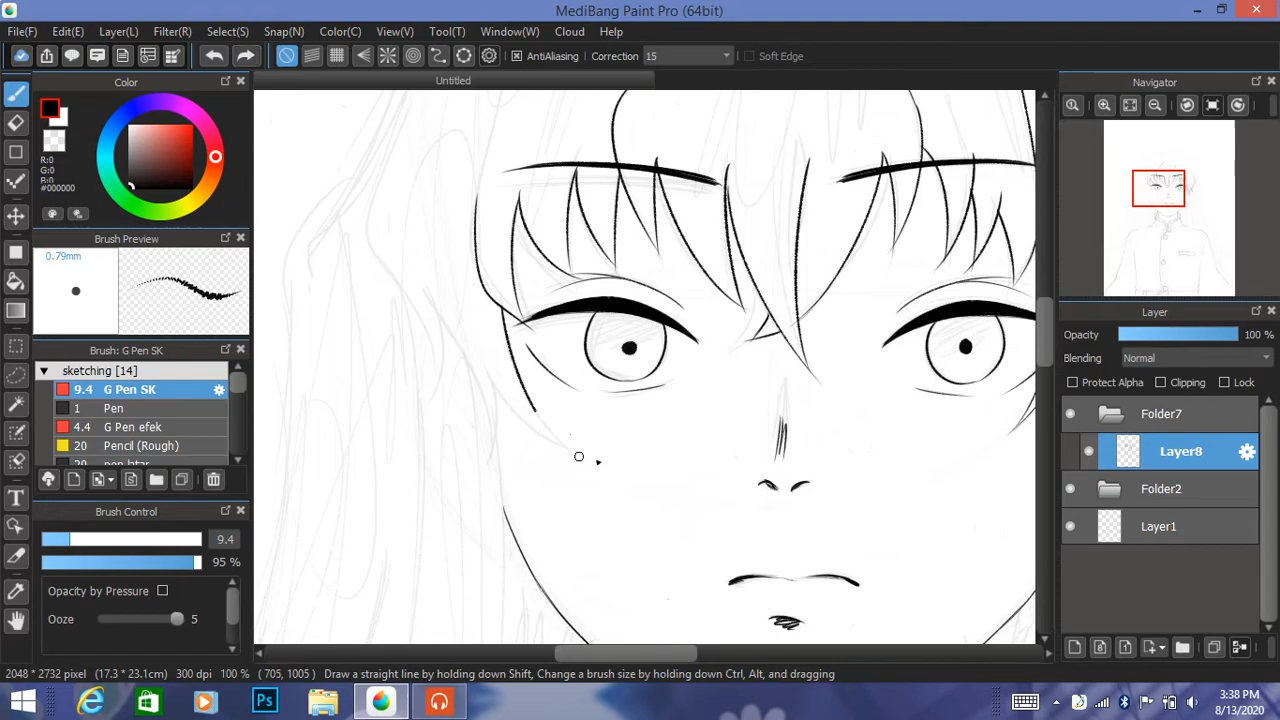 MediBang Paint Pro (64bit)
File(F) Edit(E) Layer(L) Filter(R) Select(S) Snap(N) Color(C) View(V) Tool(T) Window(W) Cloud Help
AntiAliasing Correction 15 Soft Edge
Color
Untitled
Navigator
R:0
G:0
B:0
#000000
Brush Preview
0.79mm
Layer
Opacity 100 %
Brush: G Pen SK
Blending Normal
sketching [14]
Protect Alpha Clipping Lock
9.4 G Pen SK
1 Pen
Folder7
4.4 G Pen efek
20 Pencil (Rough)
Layer8
Folder2
Brush Control
Layer1
9.4
95 %
Opacity by Pressure
Ooze 5
2048 * 2732 pixel (17.3 * 23.1cm) 300 dpi 100 % ( 705, 1005 ) Draw a straight line by holding down Shift, Change a brush size by holding down Ctrl, Alt, and dragging
Ps
3:38 PM
8/13/2020